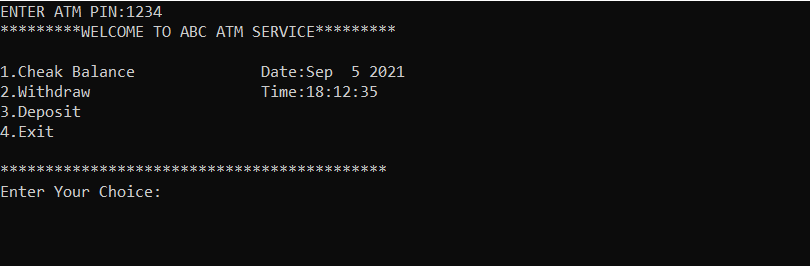 ENTER ATM PIN:1234
*********WELCOME TO ABC ATM SERVICE*********
1.Cheak Balance              Date:Sep  5 2021
2.Withdraw                   Time:18:12:35
3.Deposit
4.Exit
*******************************************
Enter Your Choice: